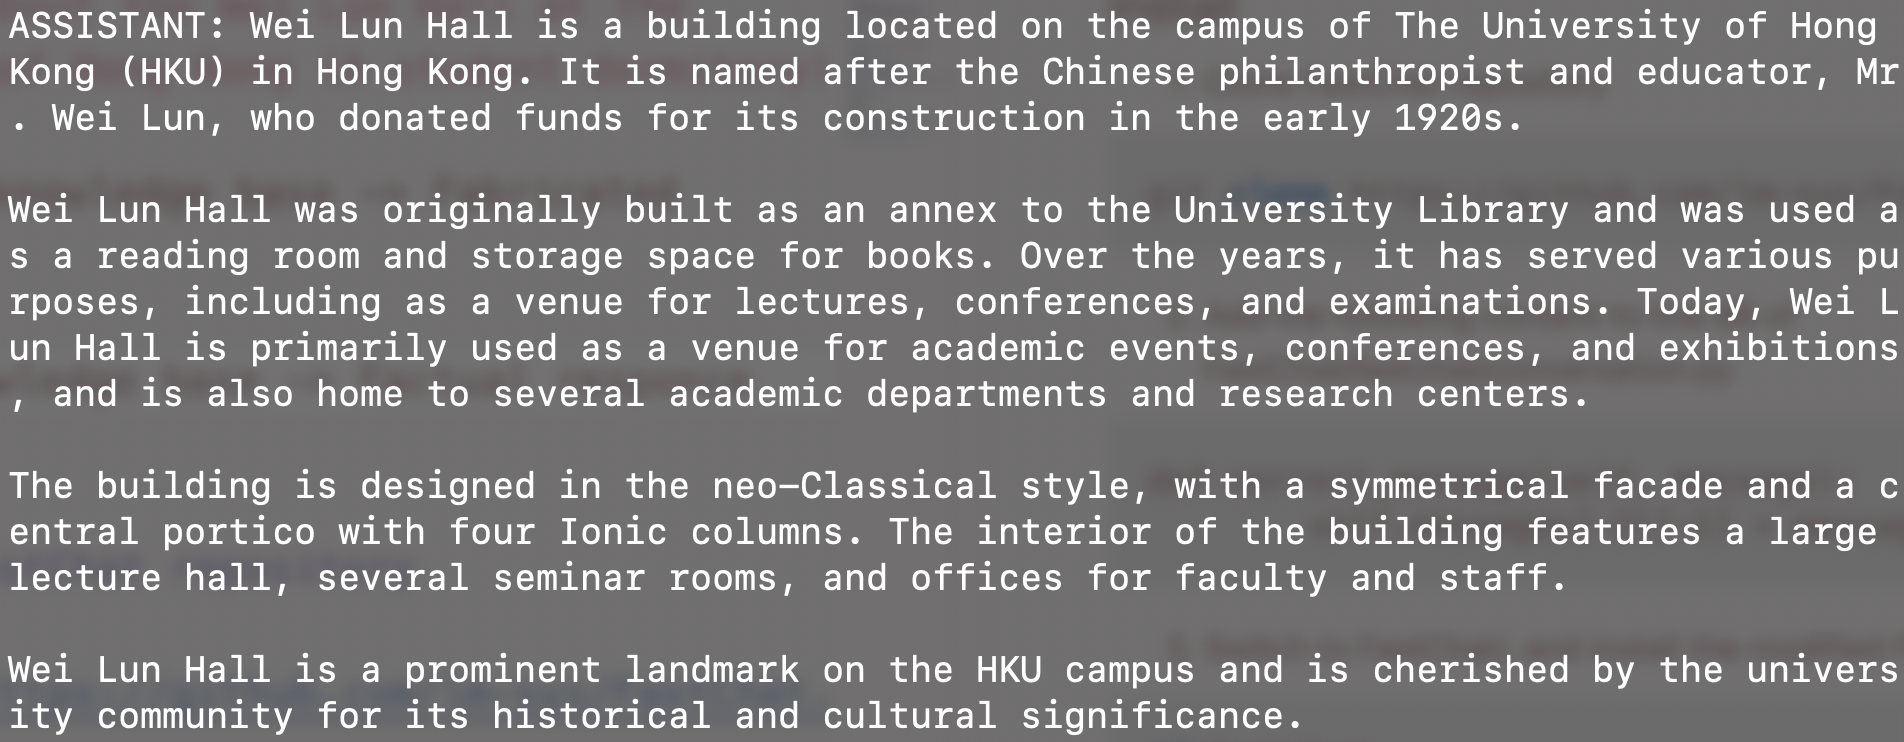 ASSISTANT: Wei Lun Hall is a building located on the campus of The University of Hong
Kong (HKU) in Hong Kong. It is named after the Chinese philanthropist and educator, Mr
. Wei Lun, who donated funds for its construction in the early 1920s.
Wei Lun Hall was originally built as an annex to the University Library and was used a
s a reading room and storage space for books. Over the years, it has served various pu
rposes, including as a venue for lectures, conferences, and examinations. Today, Wei L
un Hall is primarily used as a venue for academic events, conferences, and exhibitions
, and is also home to several academic departments and research centers.
The building is designed in the neo-Classical style, with a symmetrical facade and a c
entral portico with four Ionic columns. The interior of the building features a large
lecture hall, several seminar rooms, and offices for faculty and staff.
Wei Lun Hall is a prominent landmark on the HKU campus and is cherished by the univers
ity community for its historical and cultural significance.